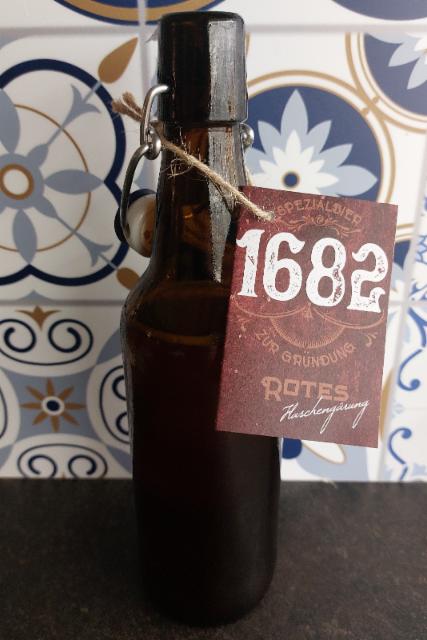 SPEZIALBIER
1682
ZUR GRÜNDUNG
ROTES
Flaschengärung